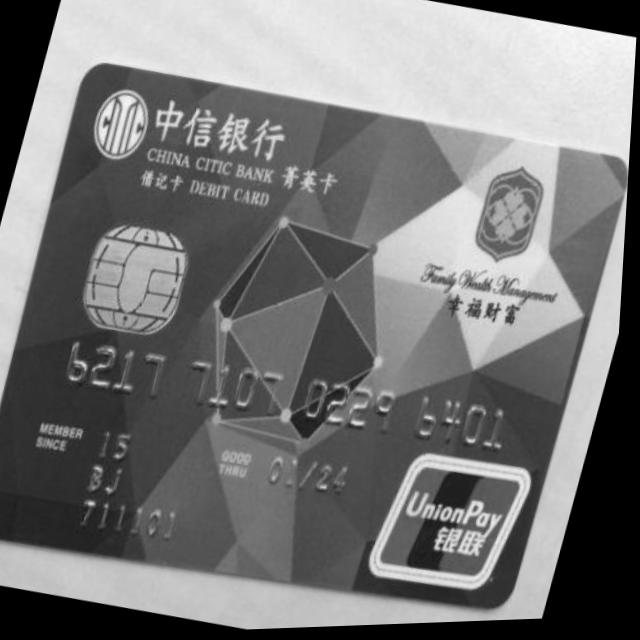 中信银行
CHINA CITIC BANK 菁英卡
借记卡 DEBIT CARD
Family Wealth Management
幸福财富
6217 7107 0229 6401
MEMBER SINCE 15
GOOD THRU 01/24
BJ
711101
UnionPay
银联